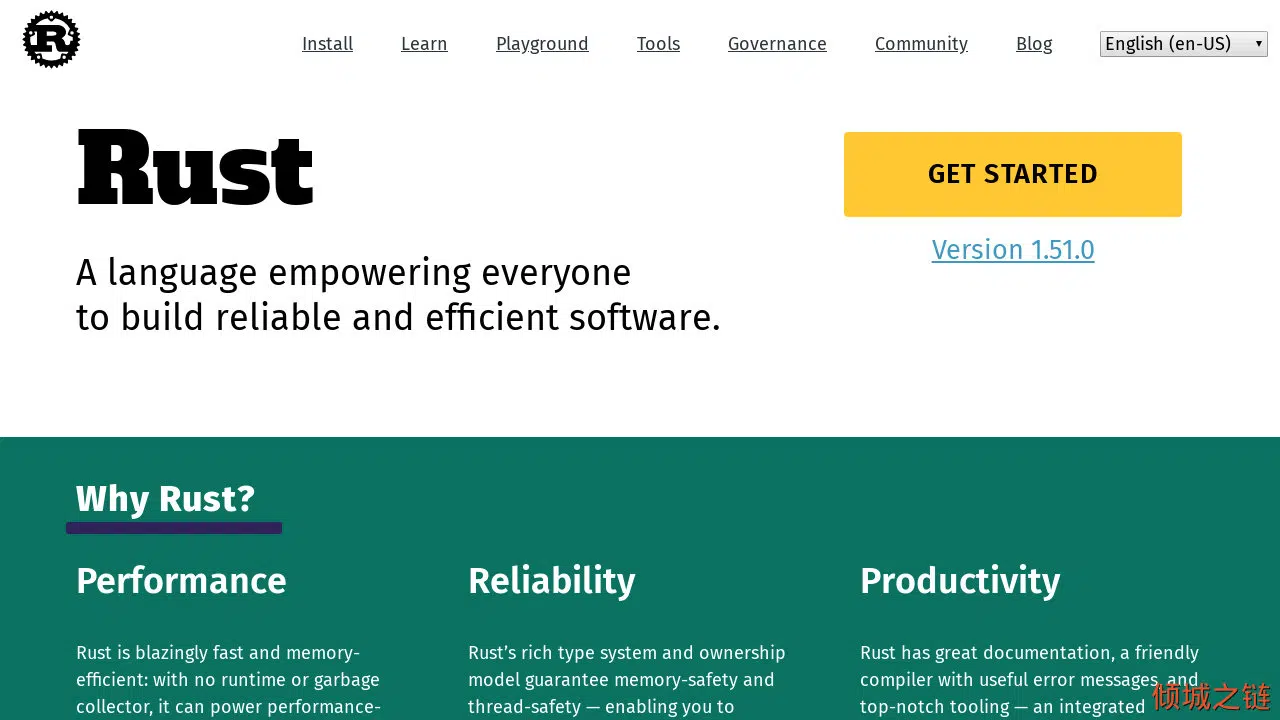 R
Install Learn Playground Tools Governance Community Blog English (en-US)
Rust
GET STARTED
Version 1.51.0
A language empowering everyone
to build reliable and efficient software.
Why Rust?
Performance
Rust is blazingly fast and memory-
efficient: with no runtime or garbage
collector, it can power performance-
Reliability
Rust’s rich type system and ownership
model guarantee memory-safety and
thread-safety — enabling you to
Productivity
Rust has great documentation, a friendly
compiler with useful error messages, and
top-notch tooling — an integrated
倾城之链